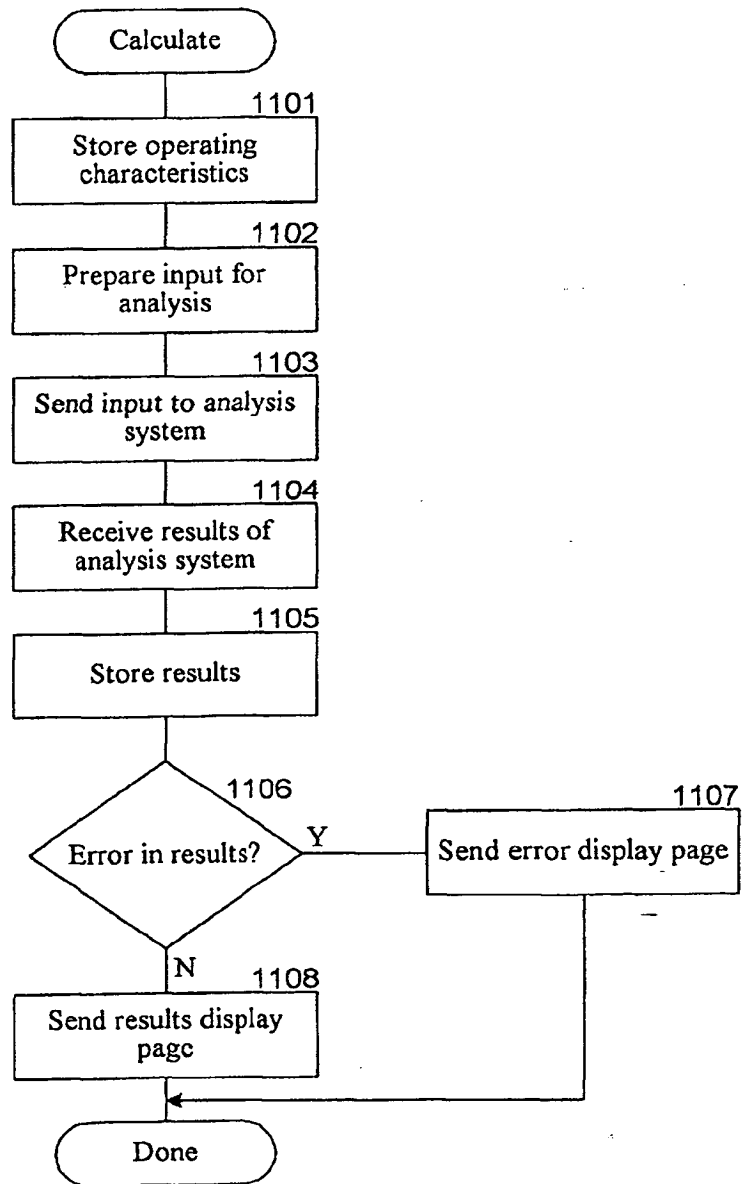 Calculate
1101
Store operating
characteristics
1102
Prepare input for
analysis
1103
Send input to analysis
system
1104
Receive results of
analysis system
1105
Store results
1106
Error in results?
Y
1107
Send error display page
N
1108
Send results display
page
Done